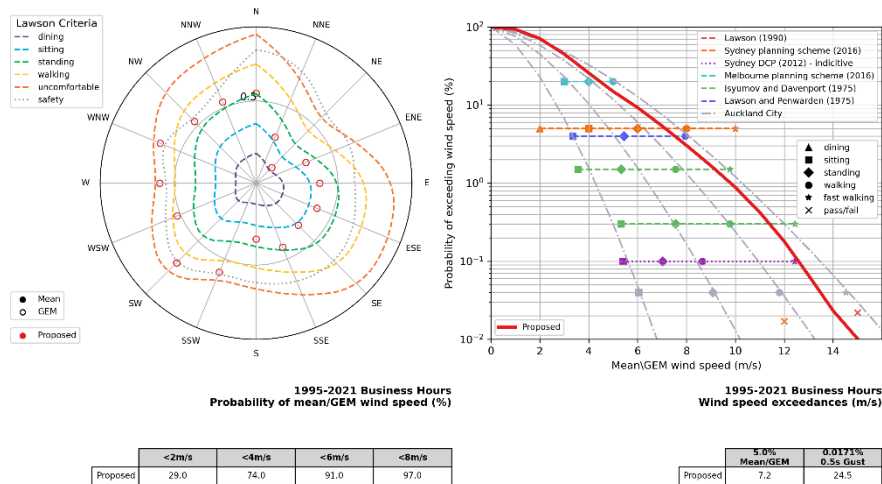 Lawson Criteria
dining
sitting
standing
walking
uncomfortable
safety
N
NNE
NE
ENE
E
ESE
SE
SSE
S
SSW
SW
WSW
W
WNW
NW
NNW
0.5
Mean
GEM
Proposed
1995-2021 Business Hours
Probability of mean/GEM wind speed (%)
<2m/s <4m/s <6m/s <8m/s
Proposed 29.0 74.0 91.0 97.0
Probability of exceeding wind speed (%)
10²
10¹
10⁰
10⁻¹
10⁻²
0 2 4 6 8 10 12 14
Mean\GEM wind speed (m/s)
Lawson (1990)
Sydney planning scheme (2016)
Sydney DCP (2012) - indicitive
Melbourne planning scheme (2016)
Isyumov and Davenport (1975)
Lawson and Penwarden (1975)
Auckland City
dining
sitting
standing
walking
fast walking
pass/fail
Proposed
1995-2021 Business Hours
Wind speed exceedances (m/s)
5.0% 0.0171%
Mean/GEM 0.5s Gust
Proposed 7.2 24.5